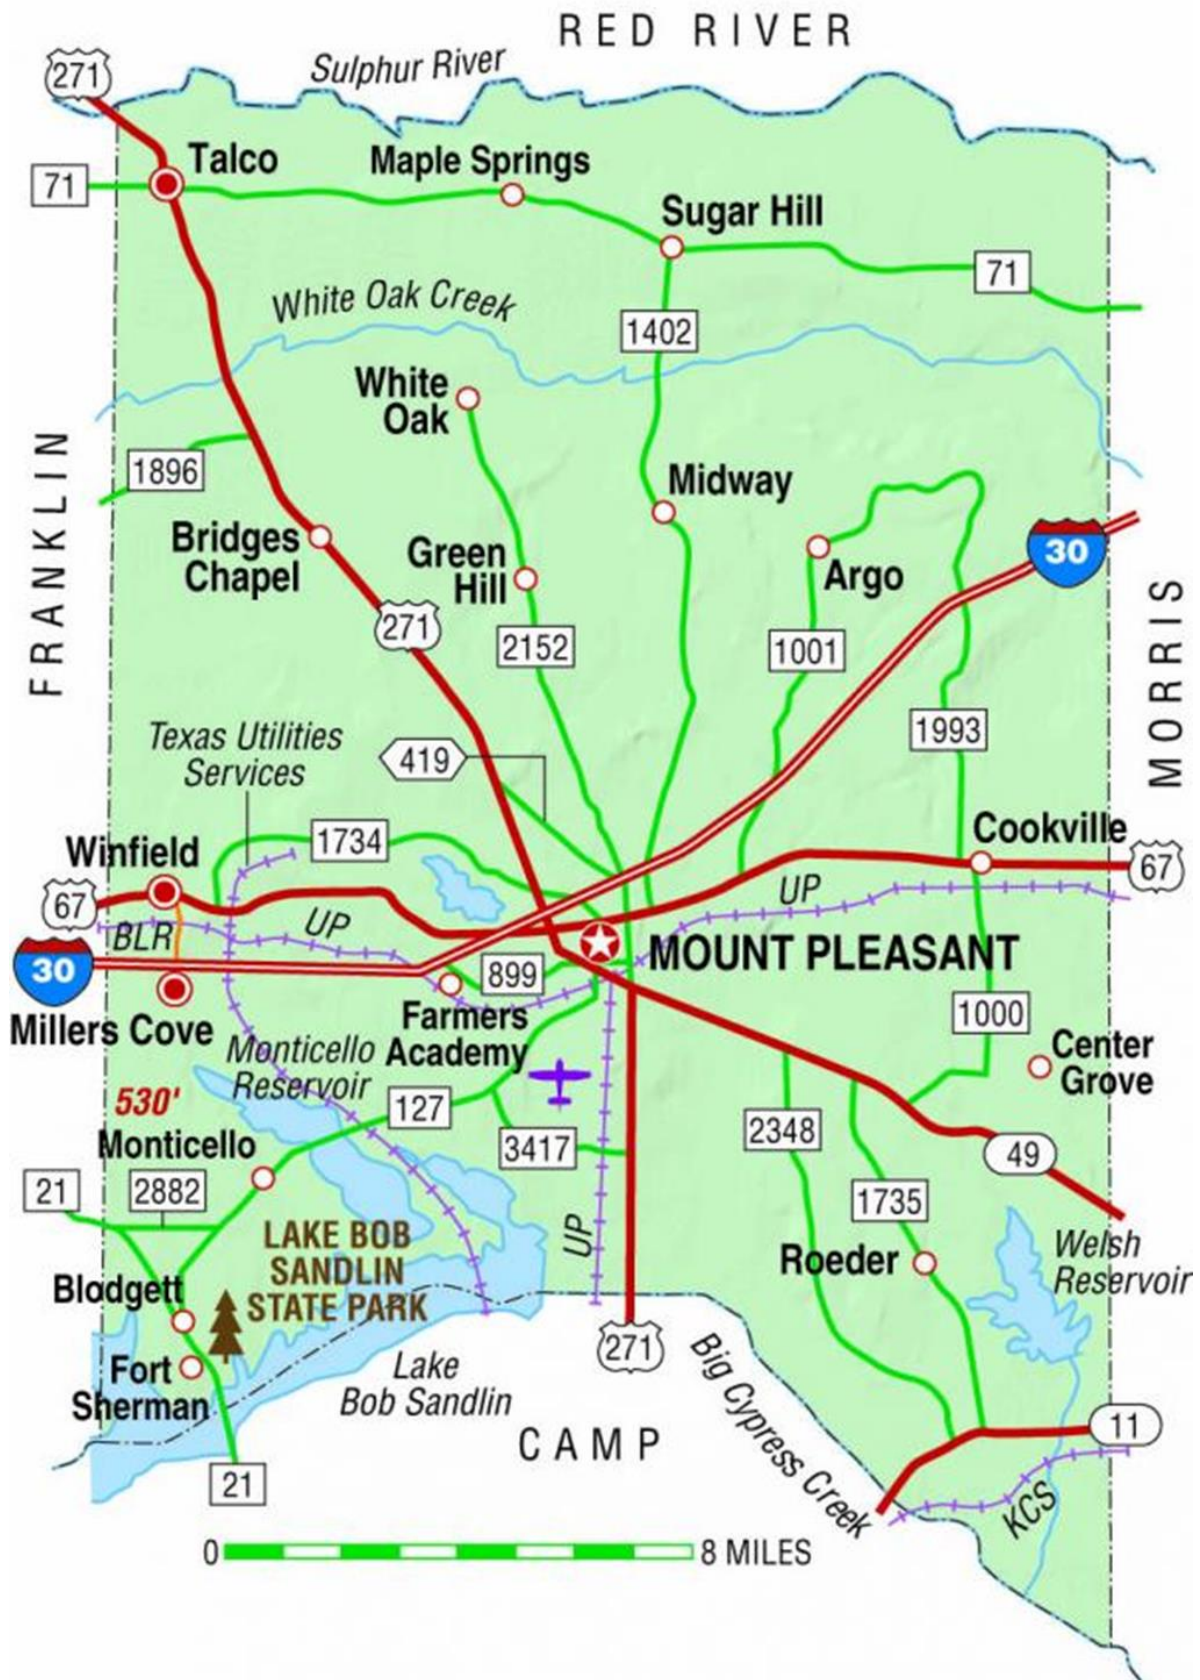 RED RIVER
271
Sulphur River
71
Talco
Maple Springs
Sugar Hill
71
White Oak Creek
1402
White
Oak
FRANKLIN
1896
Midway
Bridges
Chapel
Green
Hill
Argo
30
271
2152
1001
MORRIS
1993
Texas Utilities
Services
419
Winfield
1734
Cookville
67
67
BLR
UP
UP
30
MOUNT PLEASANT
899
Millers Cove
Farmers
Academy
1000
Monticello
Reservoir
Center
Grove
530'
127
Monticello
3417
2348
49
21
2882
1735
UP
LAKE BOB
SANDLIN
STATE PARK
Roeder
Welsh
Reservoir
Blodgett
271
Fort
Sherman
Lake
Bob Sandlin
Big Cypress Creek
11
CAMP
21
KCS
0
8 MILES